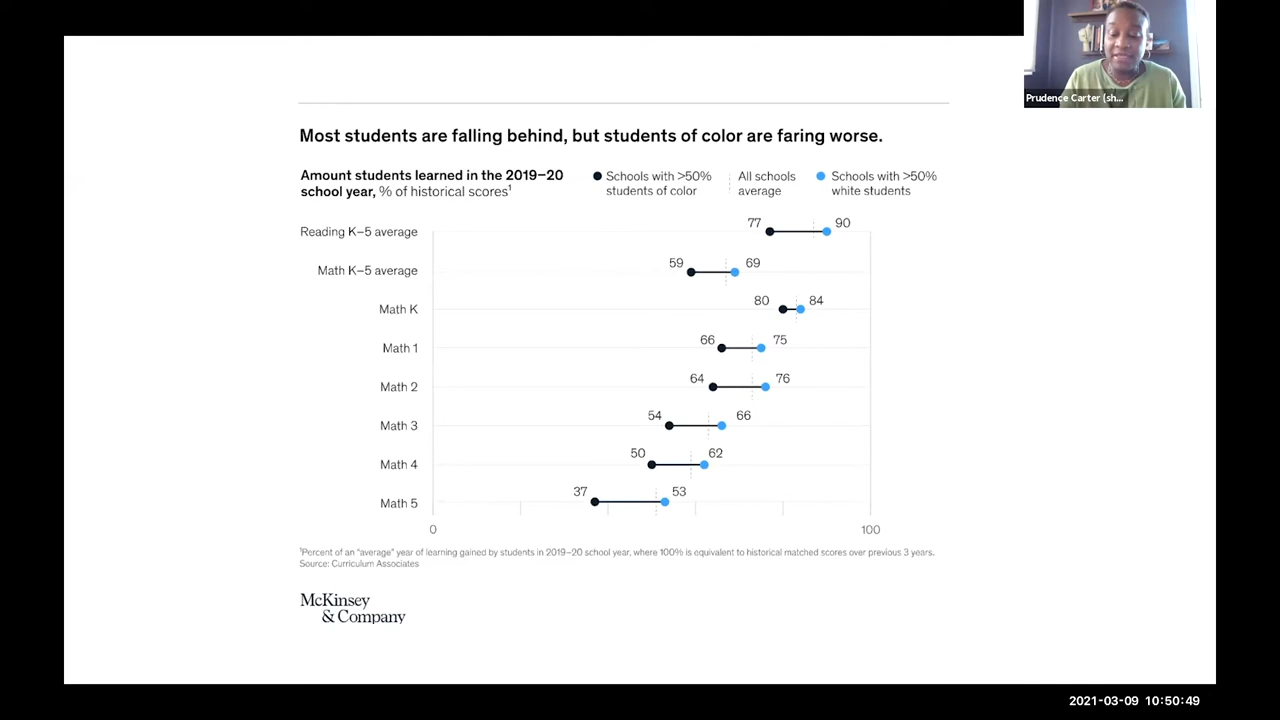 Prudence Carter (sh...
Most students are falling behind, but students of color are faring worse.
Amount students learned in the 2019–20
school year, % of historical scores¹
Schools with >50%
students of color
All schools
average
Schools with >50%
white students
Reading K–5 average
77
90
Math K–5 average
59
69
Math K
80
84
Math 1
66
75
Math 2
64
76
Math 3
54
66
Math 4
50
62
Math 5
37
53
0
100
¹Percent of an “average” year of learning gained by students in 2019–20 school year, where 100% is equivalent to historical matched scores over previous 3 years.
Source: Curriculum Associates
McKinsey
& Company
2021-03-09 10:50:49